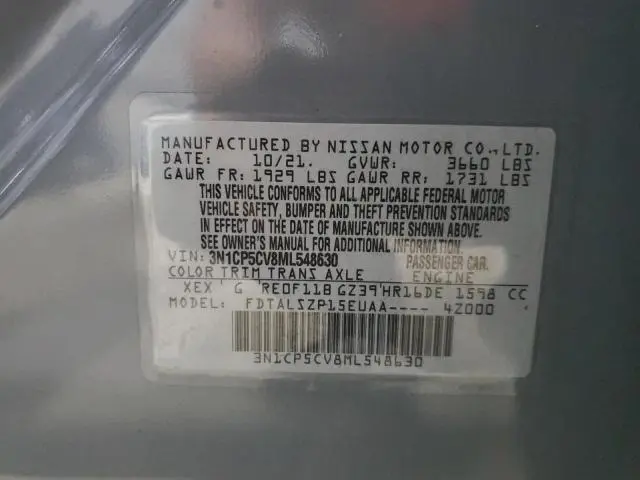 MANUFACTURED BY NISSAN MOTOR CO.,LTD.
DATE: 10/21. GVWR: 3660 LBS
GAWR FR: 1929 LBS GAWR RR: 1731 LBS
THIS VEHICLE CONFORMS TO ALL APPLICABLE FEDERAL MOTOR
VEHICLE SAFETY, BUMPER AND THEFT PREVENTION STANDARDS
IN EFFECT ON THE DATE OF MANUFACTURE SHOWN ABOVE.
SEE OWNER'S MANUAL FOR ADDITIONAL INFORMATION.
VIN: 3N1CP5CV8ML548630 PASSENGER CAR.
COLOR TRIM TRANS AXLE ENGINE
XEX G RE0F11B GZ39 HR16DE 1598 CC
MODEL: FDTALSZP15EUAA---- 4Z000
3N1CP5CV8ML548630